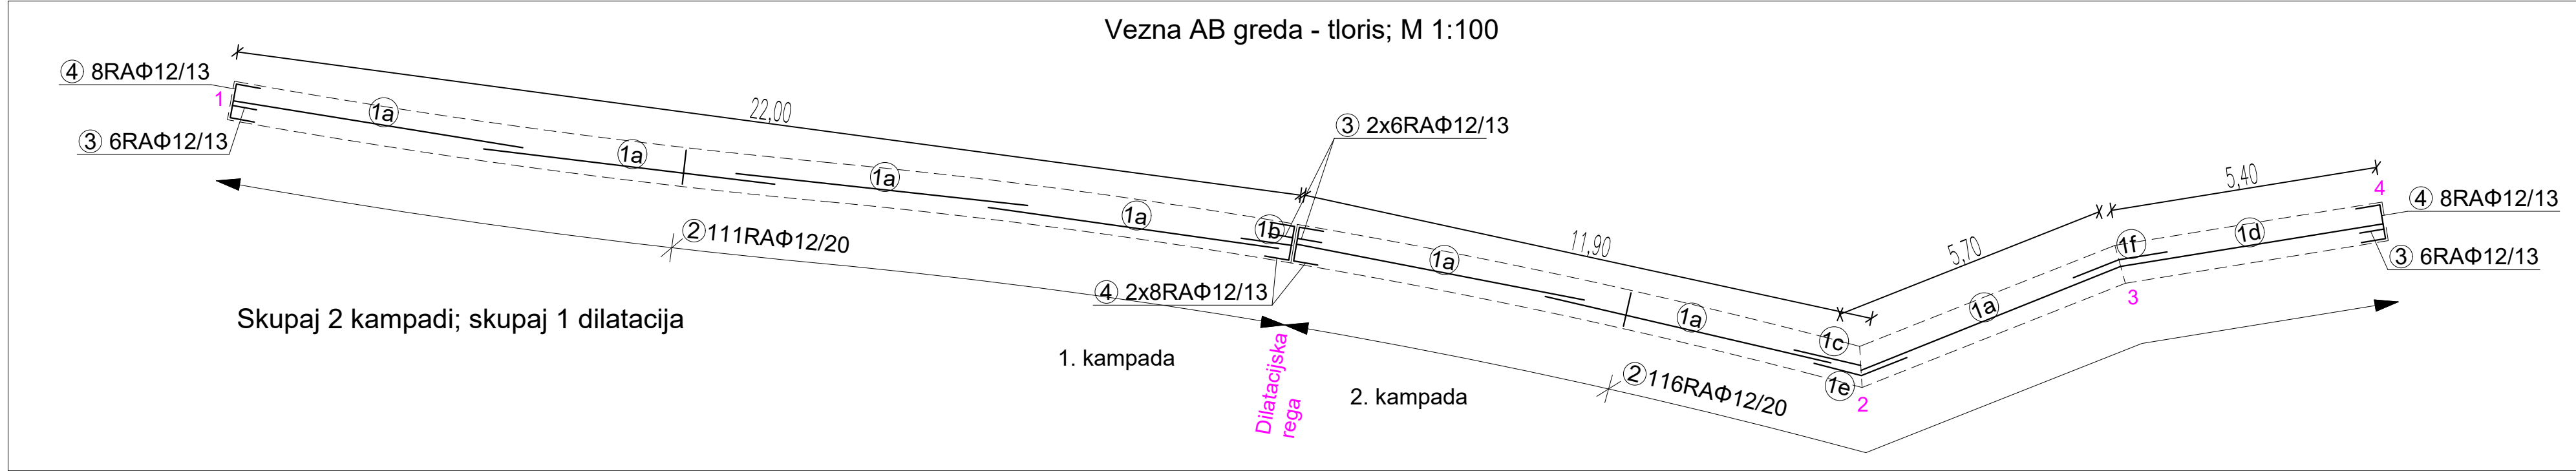 Vezna AB greda - tloris; M 1:100
④ 8RAΦ12/13
1
③ 6RAΦ12/13
1a
22,00
1a
1a
1a
1b
③ 2x6RAΦ12/13
②111RAΦ12/20
④ 2x8RAΦ12/13
Skupaj 2 kampadi; skupaj 1 dilatacija
1. kampada
Dilatacijska
rega
2. kampada
1a
11,90
1a
1c
1e
2
②116RAΦ12/20
5,70
1a
1f
3
5,40
1d
4
④ 8RAΦ12/13
③ 6RAΦ12/13